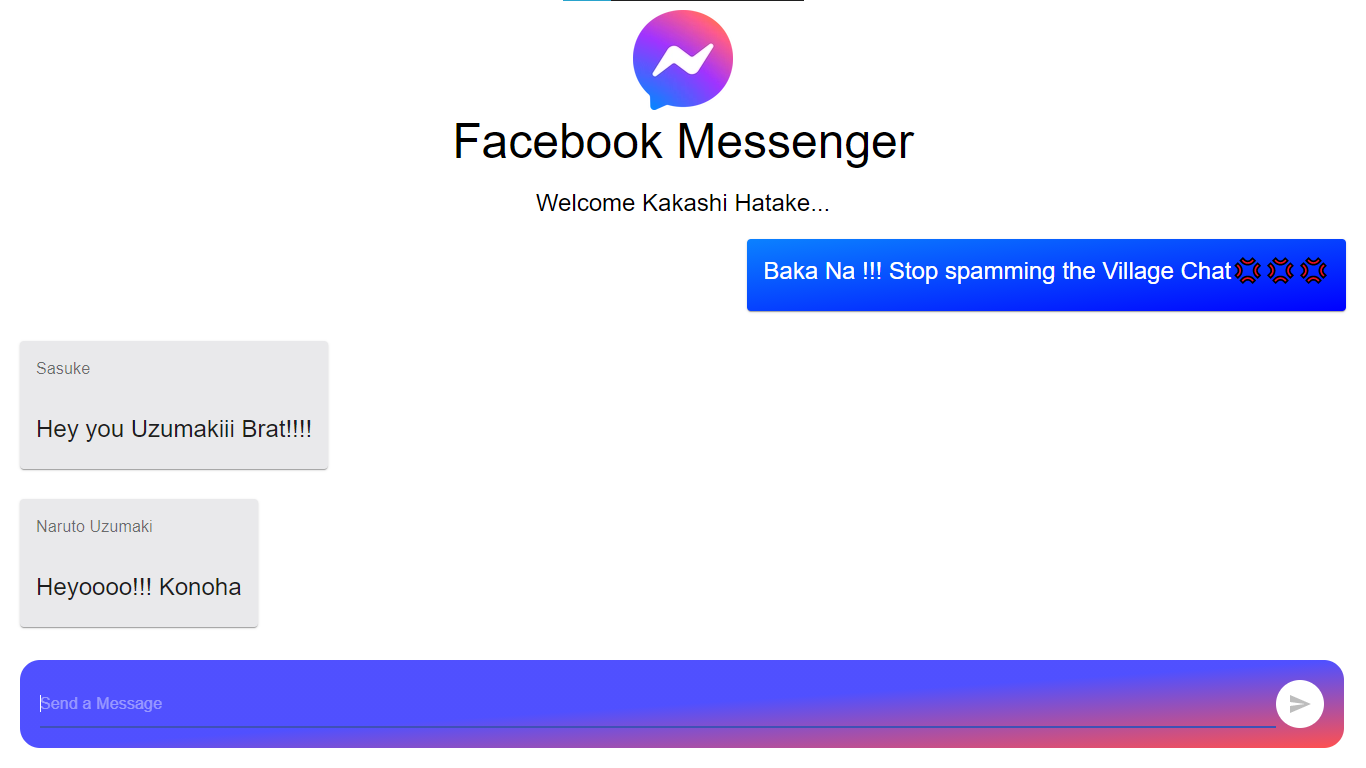 Facebook Messenger
Welcome Kakashi Hatake...
Baka Na !!! Stop spamming the Village Chat💢💢💢
Sasuke
Hey you Uzumakiii Brat!!!!
Naruto Uzumaki
Heyoooo!!! Konoha
Send a Message